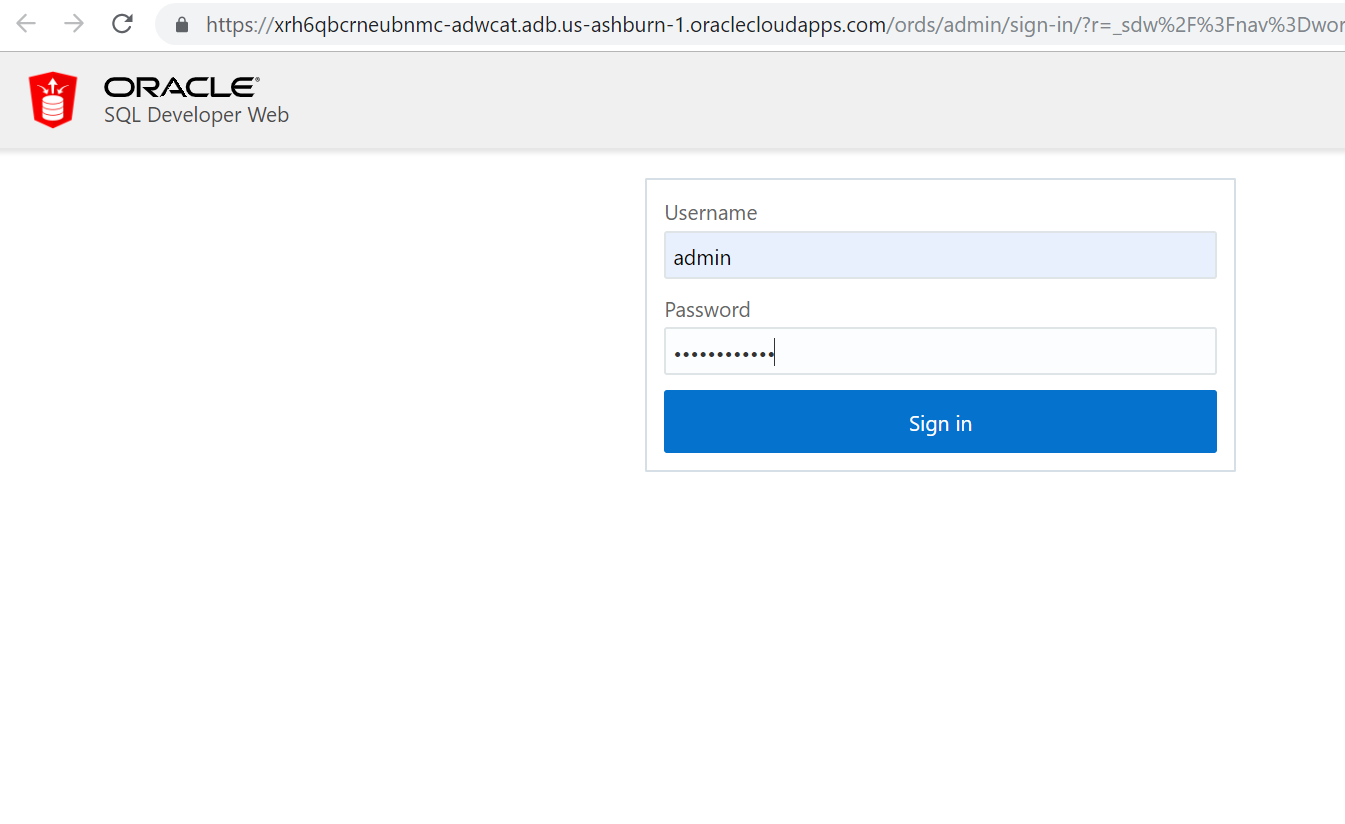 https://xrh6qbcrneubnmc-adwcat.adb.us-ashburn-1.oraclecloudapps.com/ords/admin/sign-in/?r=_sdw%2F%3Fnav%3Dwor
ORACLE®
SQL Developer Web
Username
admin
Password
••••••••••••
Sign in